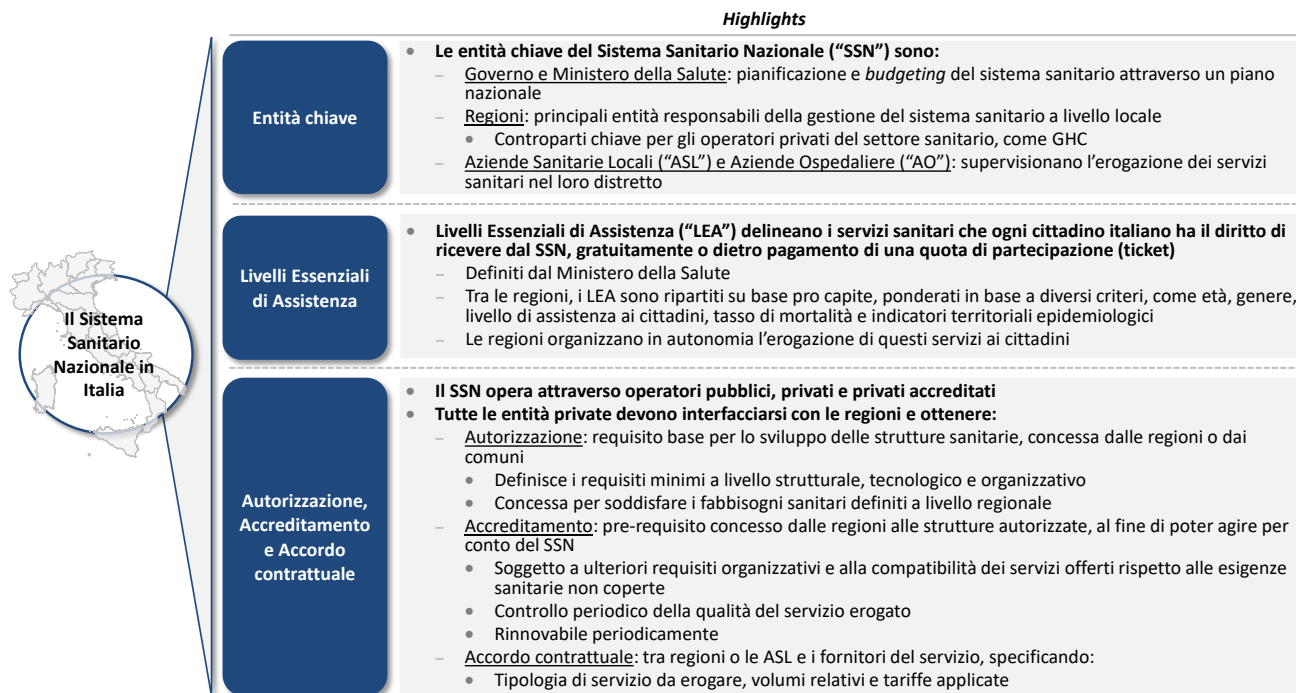 Highlights
Il Sistema
Sanitario
Nazionale in
Italia
Entità chiave
• Le entità chiave del Sistema Sanitario Nazionale (“SSN”) sono:
– Governo e Ministero della Salute: pianificazione e budgeting del sistema sanitario attraverso un piano
nazionale
– Regioni: principali entità responsabili della gestione del sistema sanitario a livello locale
• Controparti chiave per gli operatori privati del settore sanitario, come GHC
– Aziende Sanitarie Locali (“ASL”) e Aziende Ospedaliere (“AO”): supervisionano l’erogazione dei servizi
sanitari nel loro distretto
Livelli Essenziali
di Assistenza
• Livelli Essenziali di Assistenza (“LEA”) delineano i servizi sanitari che ogni cittadino italiano ha il diritto di
ricevere dal SSN, gratuitamente o dietro pagamento di una quota di partecipazione (ticket)
– Definiti dal Ministero della Salute
– Tra le regioni, i LEA sono ripartiti su base pro capite, ponderati in base a diversi criteri, come età, genere,
livello di assistenza ai cittadini, tasso di mortalità e indicatori territoriali epidemiologici
– Le regioni organizzano in autonomia l’erogazione di questi servizi ai cittadini
Autorizzazione,
Accreditamento
e Accordo
contrattuale
• Il SSN opera attraverso operatori pubblici, privati e privati accreditati
• Tutte le entità private devono interfacciarsi con le regioni e ottenere:
– Autorizzazione: requisito base per lo sviluppo delle strutture sanitarie, concessa dalle regioni o dai
comuni
• Definisce i requisiti minimi a livello strutturale, tecnologico e organizzativo
• Concessa per soddisfare i fabbisogni sanitari definiti a livello regionale
– Accreditamento: pre-requisito concesso dalle regioni alle strutture autorizzate, al fine di poter agire per
conto del SSN
• Soggetto a ulteriori requisiti organizzativi e alla compatibilità dei servizi offerti rispetto alle esigenze
sanitarie non coperte
• Controllo periodico della qualità del servizio erogato
• Rinnovabile periodicamente
– Accordo contrattuale: tra regioni o le ASL e i fornitori del servizio, specificando:
• Tipologia di servizio da erogare, volumi relativi e tariffe applicate